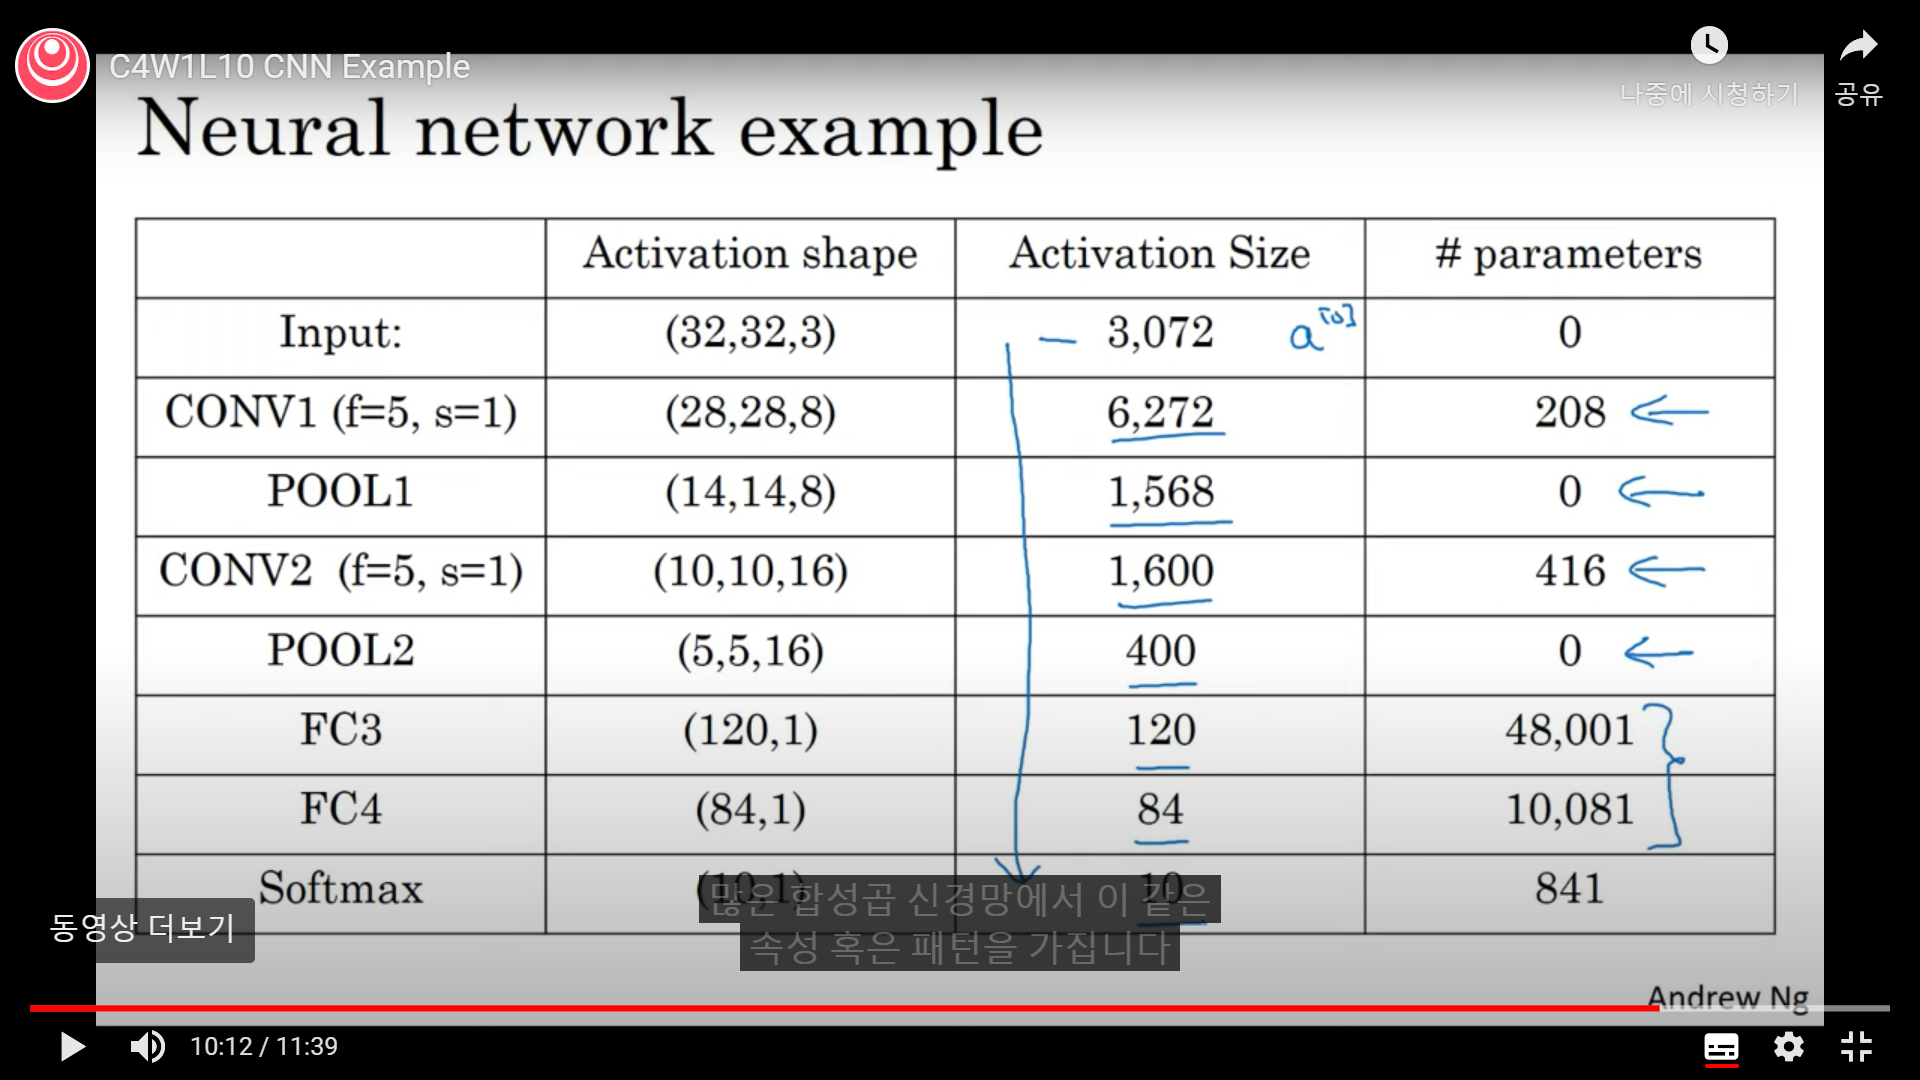 C4W1L10 CNN Example
나중에 시청하기
공유
Neural network example
Activation shape Activation Size # parameters
Input: (32,32,3) 3,072 a[0] 0
CONV1 (f=5, s=1) (28,28,8) 6,272 208
POOL1 (14,14,8) 1,568 0
CONV2 (f=5, s=1) (10,10,16) 1,600 416
POOL2 (5,5,16) 400 0
FC3 (120,1) 120 48,001
FC4 (84,1) 84 10,081
Softmax (10,1) 10 841
많은 합성곱 신경망에서 이 같은
속성 혹은 패턴을 가집니다
동영상 더보기
Andrew Ng
10:12 / 11:39